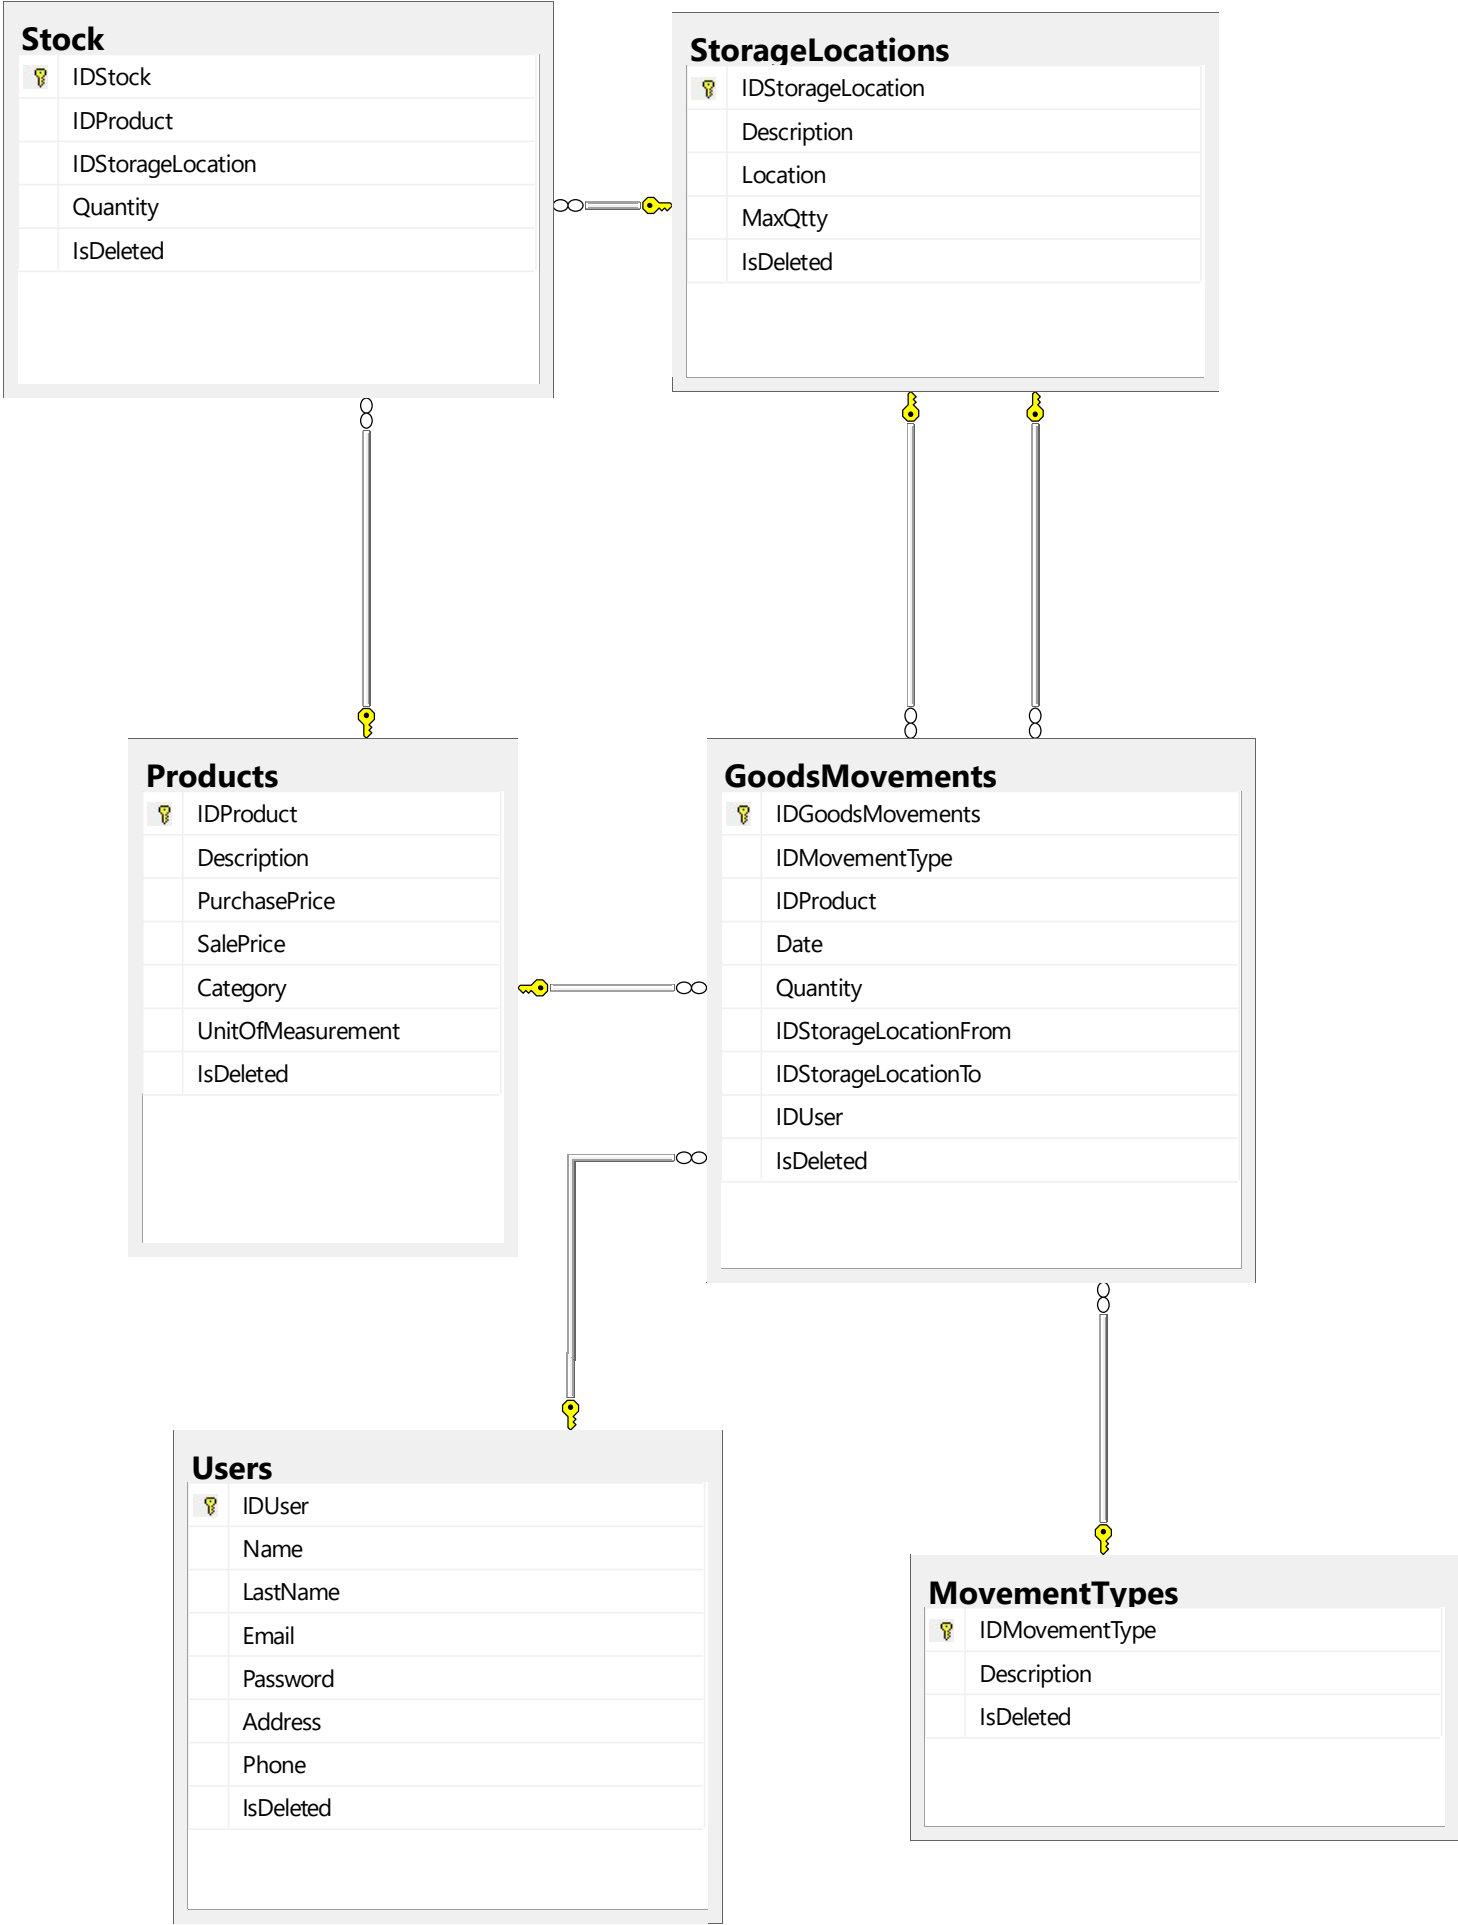 Stock
IDStock
IDProduct
IDStorageLocation
Quantity
IsDeleted
StorageLocations
IDStorageLocation
Description
Location
MaxQtty
IsDeleted
Products
IDProduct
Description
PurchasePrice
SalePrice
Category
UnitOfMeasurement
IsDeleted
GoodsMovements
IDGoodsMovements
IDMovementType
IDProduct
Date
Quantity
IDStorageLocationFrom
IDStorageLocationTo
IDUser
IsDeleted
Users
IDUser
Name
LastName
Email
Password
Address
Phone
IsDeleted
MovementTypes
IDMovementType
Description
IsDeleted